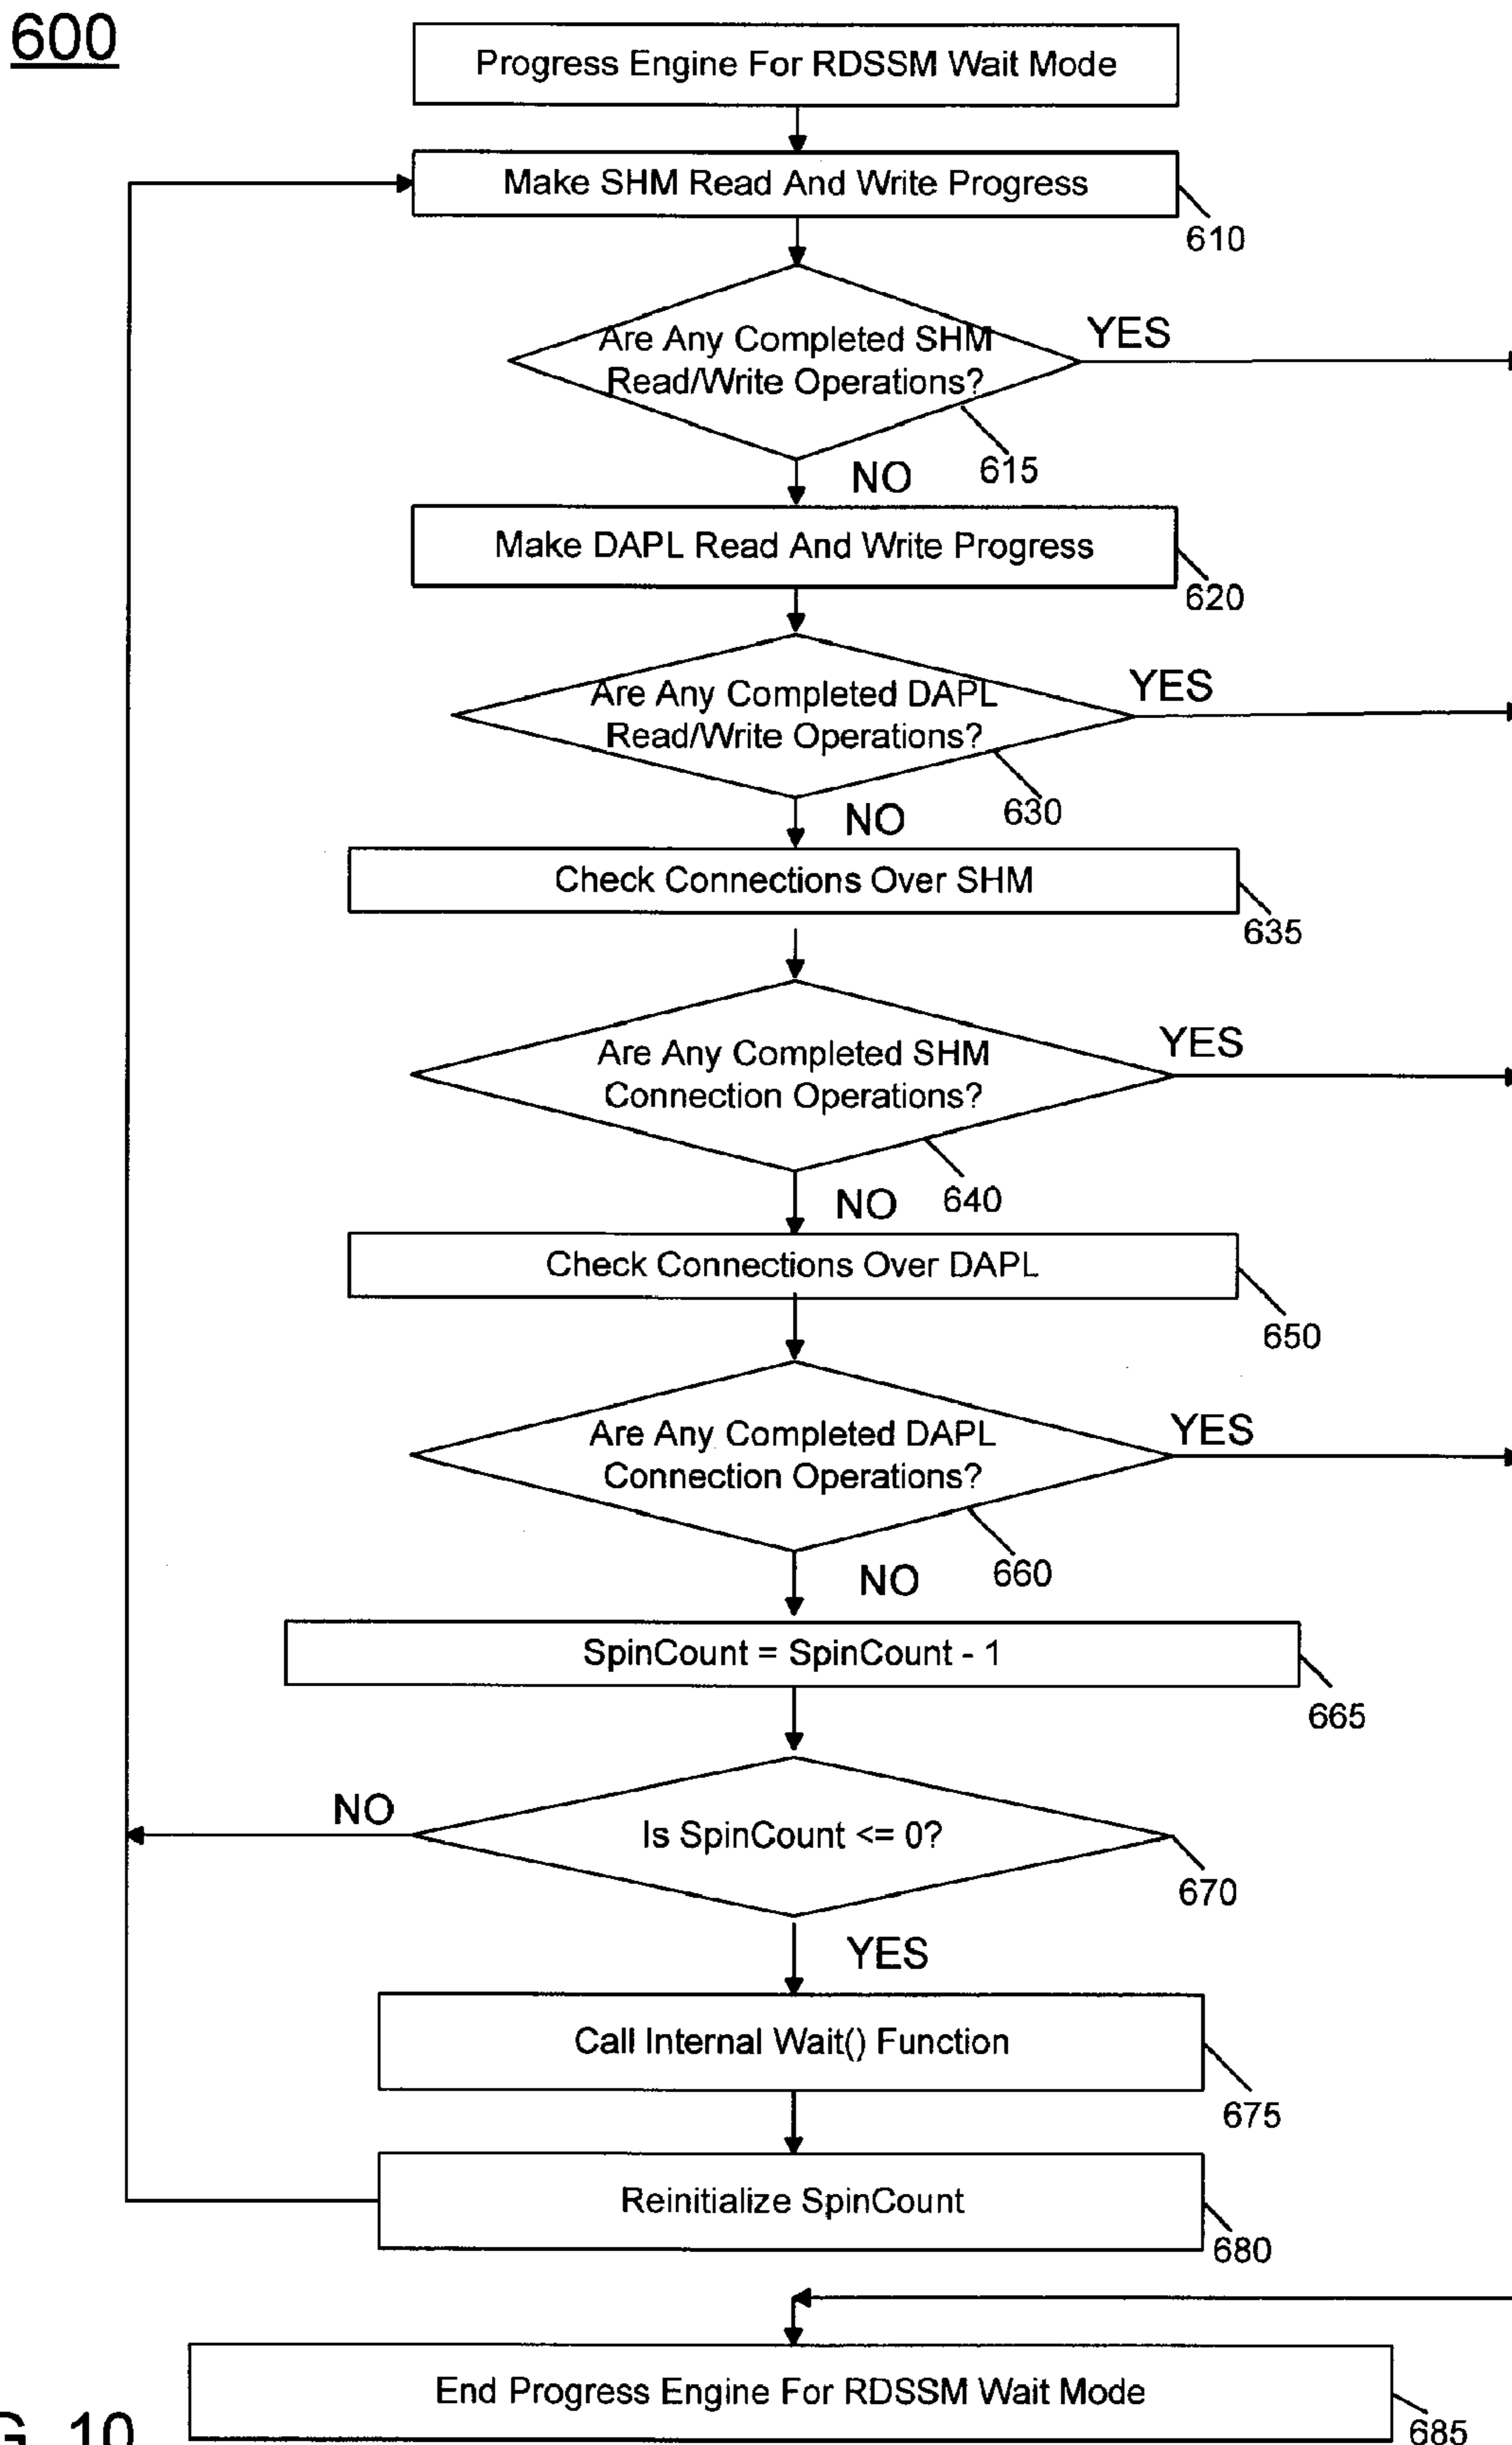 600
Progress Engine For RDSSM Wait Mode
Make SHM Read And Write Progress
610
Are Any Completed SHM
Read/Write Operations?
YES
615
NO
Make DAPL Read And Write Progress
620
Are Any Completed DAPL
Read/Write Operations?
YES
630
NO
Check Connections Over SHM
635
Are Any Completed SHM
Connection Operations?
YES
640
NO
Check Connections Over DAPL
650
Are Any Completed DAPL
Connection Operations?
YES
660
NO
SpinCount = SpinCount - 1
665
NO
Is SpinCount <= 0?
670
YES
Call Internal Wait() Function
675
Reinitialize SpinCount
680
End Progress Engine For RDSSM Wait Mode
685
G. 10